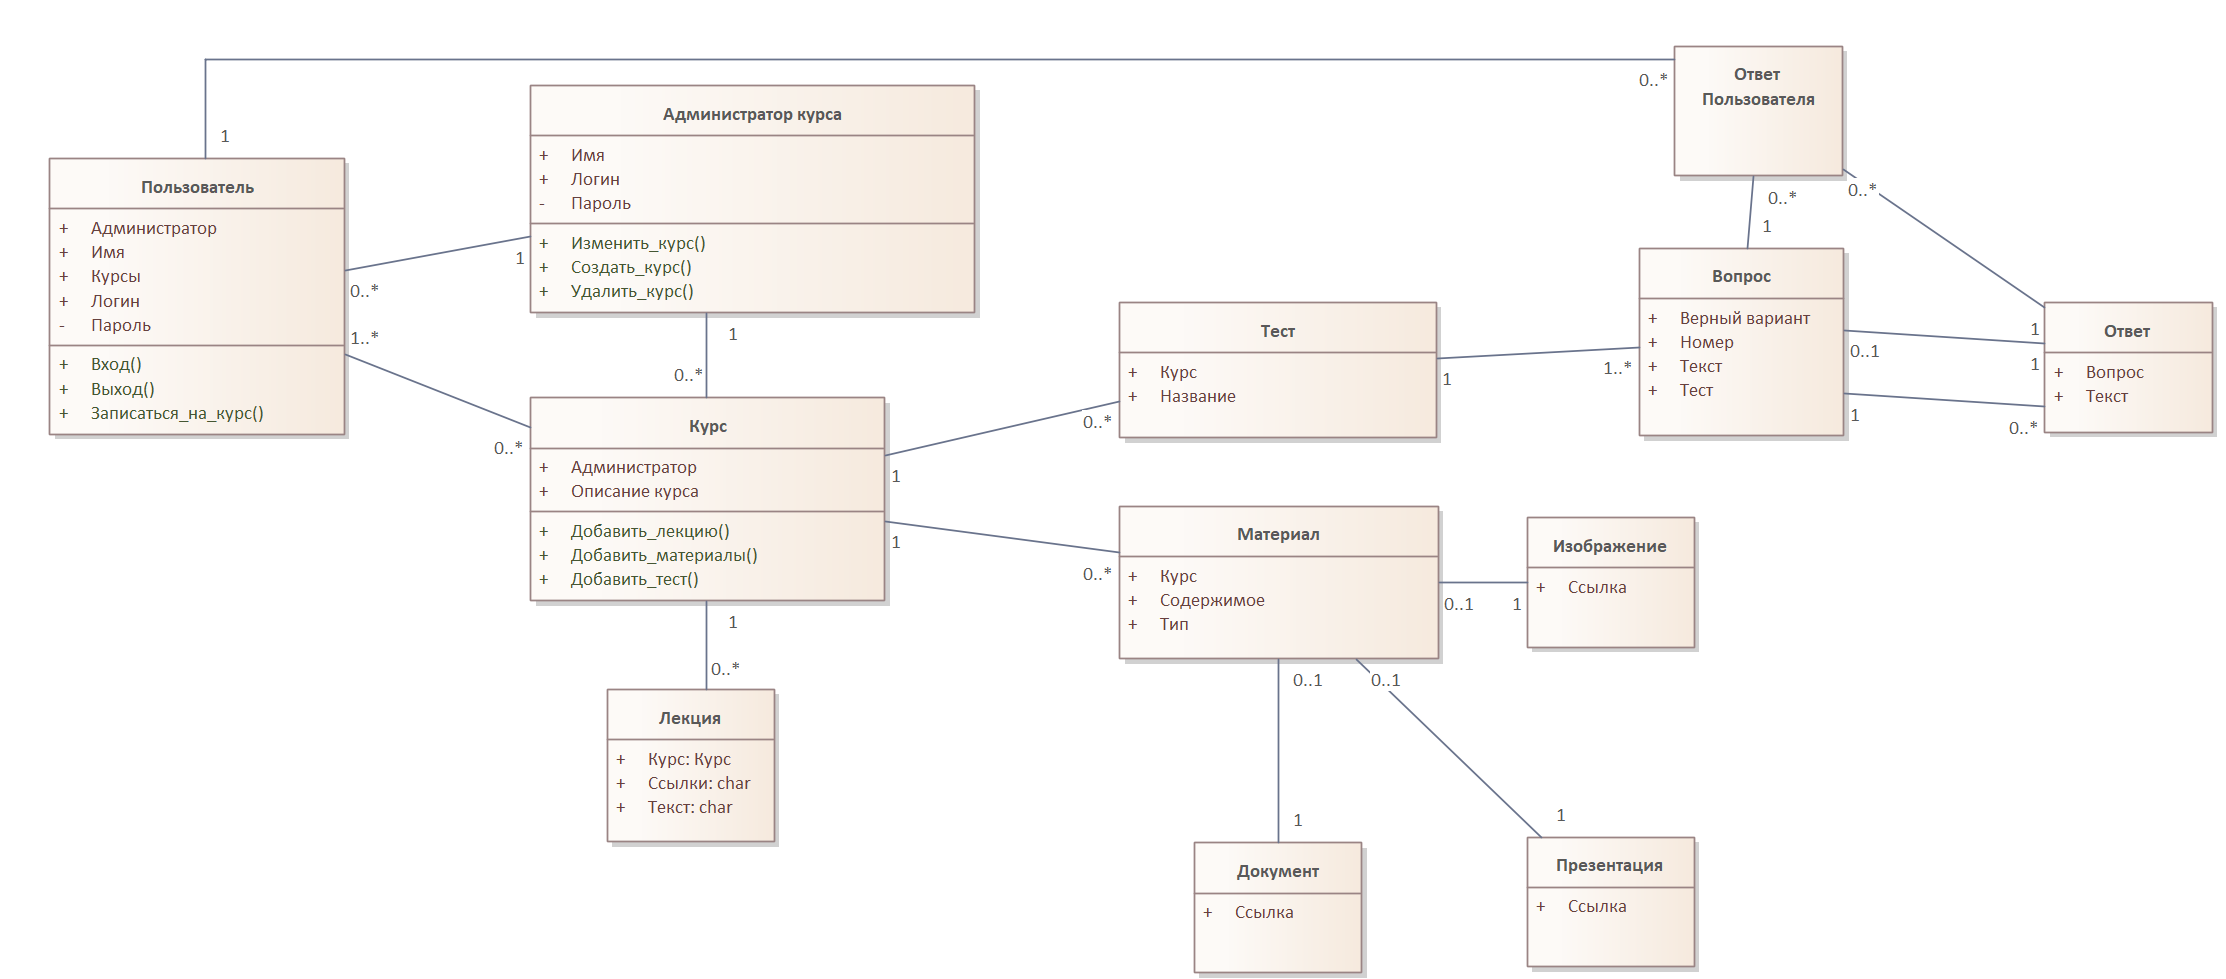 Ответ
Пользователя
0..*
0..*
0..*
1
1
Администратор курса
+ Имя
+ Логин
- Пароль
+ Изменить_курс()
+ Создать_курс()
+ Удалить_курс()
1
1
0..*
Пользователь
+ Администратор
+ Имя
+ Курсы
+ Логин
- Пароль
+ Вход()
+ Выход()
+ Записаться_на_курс()
0..*
1..*
0..*
Курс
+ Администратор
+ Описание курса
+ Добавить_лекцию()
+ Добавить_материалы()
+ Добавить_тест()
1
1
1
0..*
Лекция
+ Курс: Курс
+ Ссылки: char
+ Текст: char
Тест
+ Курс
+ Название
0..*
1
1..*
Вопрос
+ Верный вариант
+ Номер
+ Текст
+ Тест
0..1
1
1
1
0..*
Ответ
+ Вопрос
+ Текст
Материал
+ Курс
+ Содержимое
+ Тип
0..*
0..1
1
0..1
0..1
Изображение
+ Ссылка
1
1
Документ
+ Ссылка
Презентация
+ Ссылка